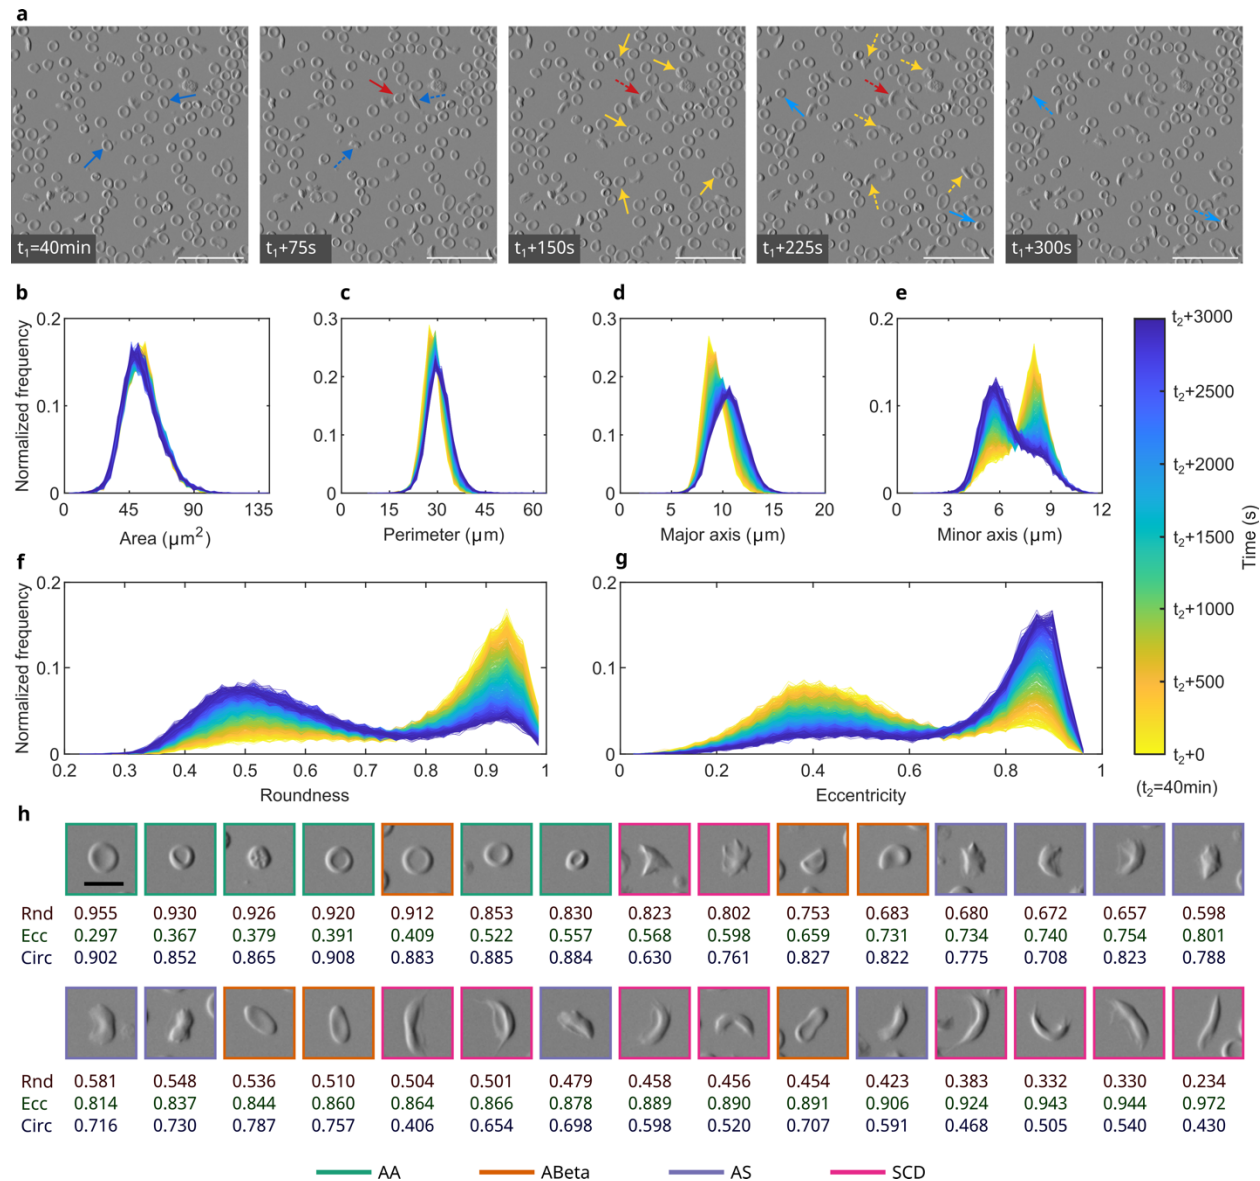 a
t₁=40min
t₁+75s
t₁+150s
t₁+225s
t₁+300s
b
c
d
e
Normalized frequency
0.2
0.1
0
0 45 90 135
Area (µm²)
0.3
0.2
0.1
0
0 15 30 45 60
Perimeter (µm)
0.3
0.2
0.1
0
0 5 10 15 20
Major axis (µm)
0.2
0.1
0
0 3 6 9 12
Minor axis (µm)
t₂+3000
t₂+2500
t₂+2000
t₂+1500
t₂+1000
t₂+500
t₂+0
Time (s)
(t₂=40min)
f
g
Normalized frequency
0.2
0.1
0
0.2 0.3 0.4 0.5 0.6 0.7 0.8 0.9 1
Roundness
0.2
0.1
0
0 0.2 0.4 0.6 0.8 1
Eccentricity
h
Rnd 0.955 0.930 0.926 0.920 0.912 0.853 0.830 0.823 0.802 0.753 0.683 0.680 0.672 0.657 0.598
Ecc 0.297 0.367 0.379 0.391 0.409 0.522 0.557 0.568 0.598 0.659 0.731 0.734 0.740 0.754 0.801
Circ 0.902 0.852 0.865 0.908 0.883 0.885 0.884 0.630 0.761 0.827 0.822 0.775 0.708 0.823 0.788
Rnd 0.581 0.548 0.536 0.510 0.504 0.501 0.479 0.458 0.456 0.454 0.423 0.383 0.332 0.330 0.234
Ecc 0.814 0.837 0.844 0.860 0.864 0.866 0.878 0.889 0.890 0.891 0.906 0.924 0.943 0.944 0.972
Circ 0.716 0.730 0.787 0.757 0.406 0.654 0.698 0.598 0.520 0.707 0.591 0.468 0.505 0.540 0.430
AA ABeta AS SCD